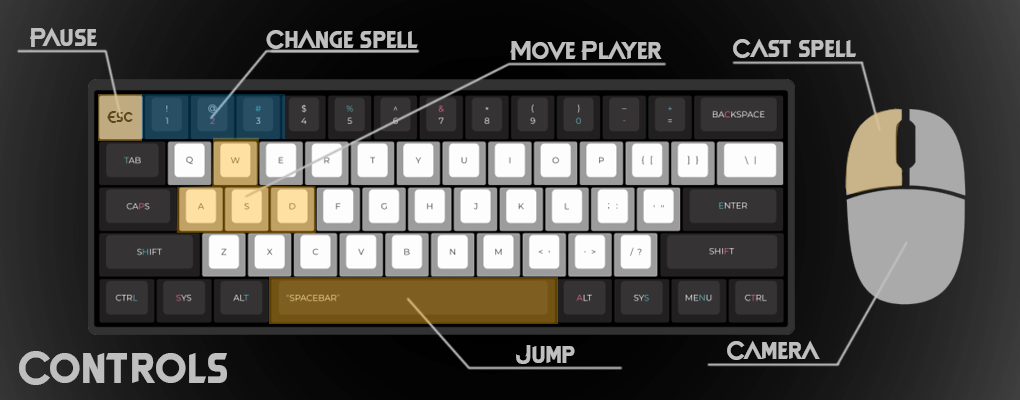 Pause
Change spell
Move Player
Cast spell
Esc ! 1 @ 2 # 3 $ 4 % 5 ^ 6 & 7 * 8 ( 9 ) 0 - = + BACKSPACE
TAB Q W E R T Y U I O P { [ ] } \ |
CAPS A S D F G H J K L ; : ' " ENTER
SHIFT Z X C V B N M < , . > / ? SHIFT
CTRL SYS ALT "SPACEBAR" ALT SYS MENU CTRL
Jump
Camera
Controls